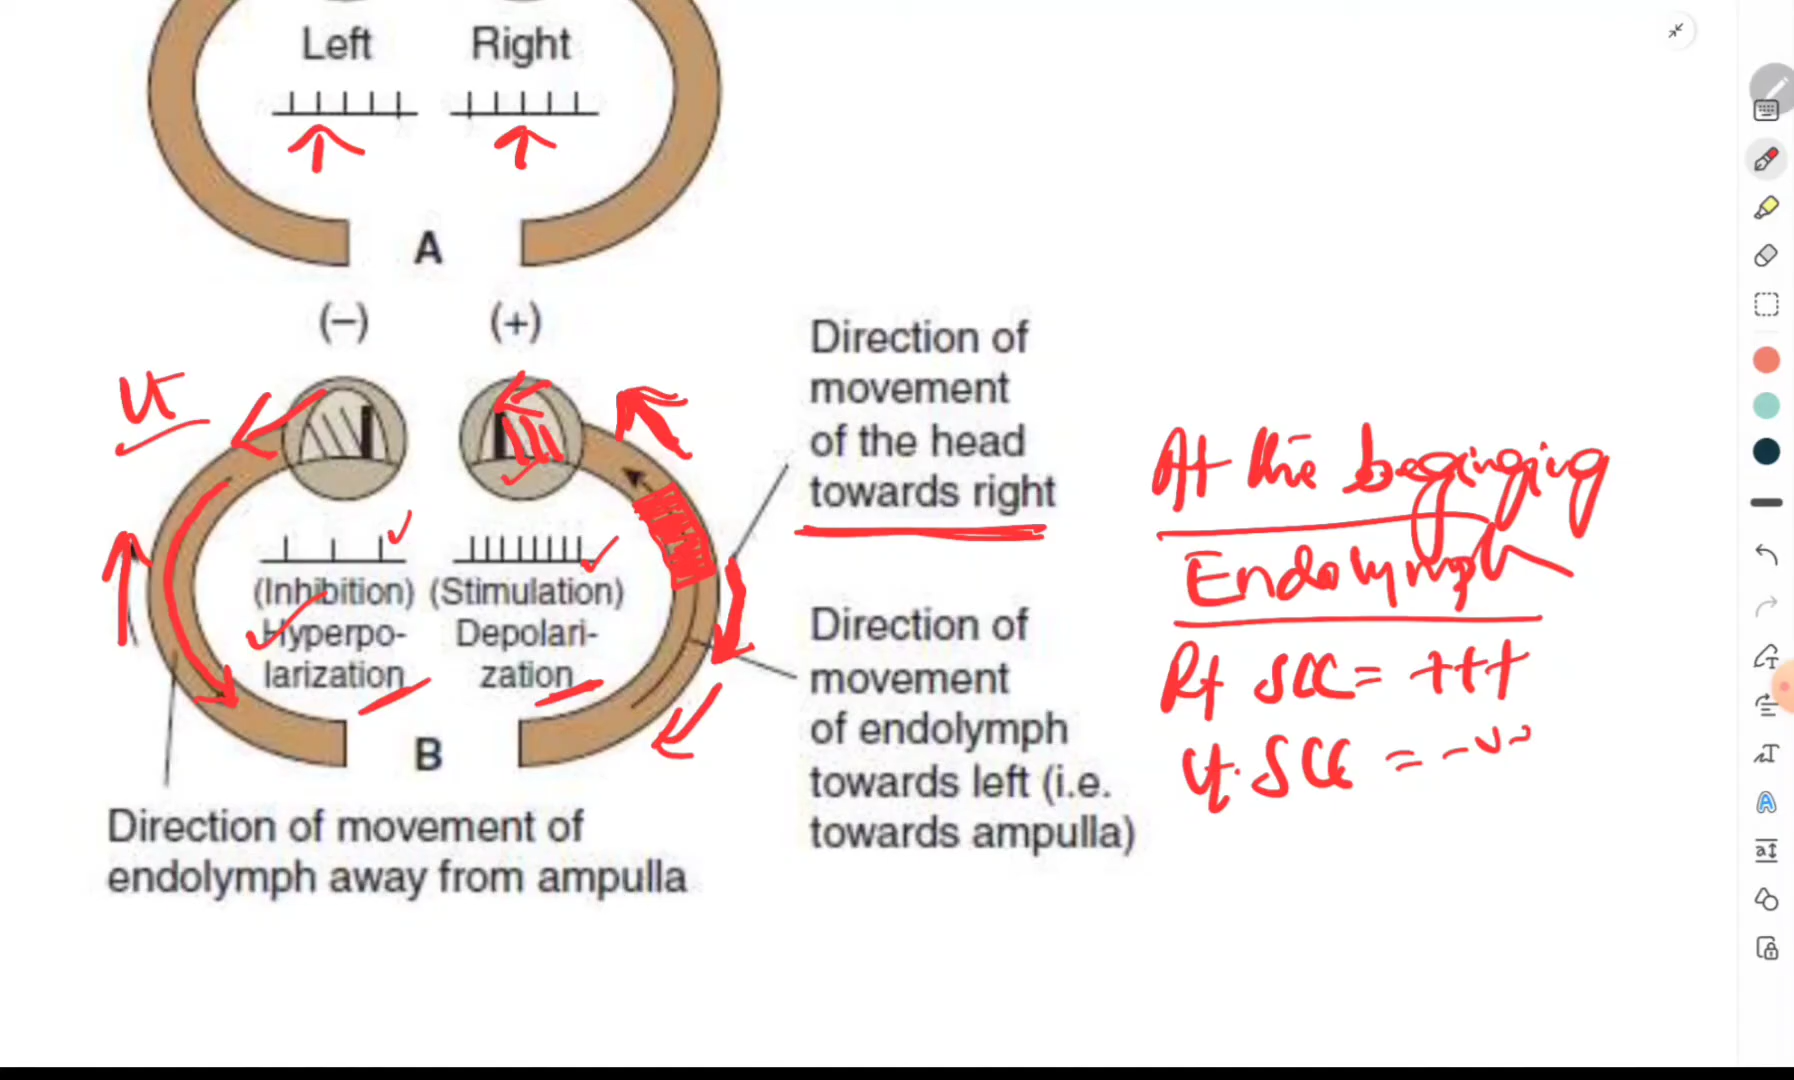 Left Right
A
(–) (+)
Lt
(Inhibition) (Stimulation)
Hyperpo- Depolari-
larization zation
B
Direction of
movement
of the head
towards right
Direction of
movement
of endolymph
towards left (i.e.
towards ampulla)
Direction of movement of
endolymph away from ampulla
At the beginging
Endolymph
Rt SCC = +++
Lt. SCC = ---